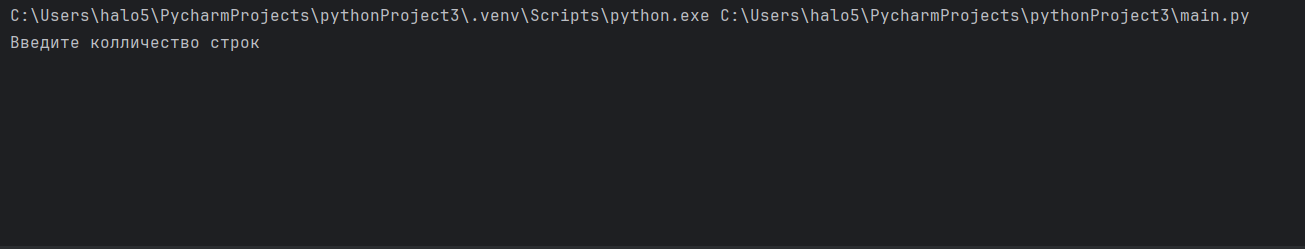 C:\Users\halo5\PycharmProjects\pythonProject3\.venv\Scripts\python.exe C:\Users\halo5\PycharmProjects\pythonProject3\main.py
Введите колличество строк